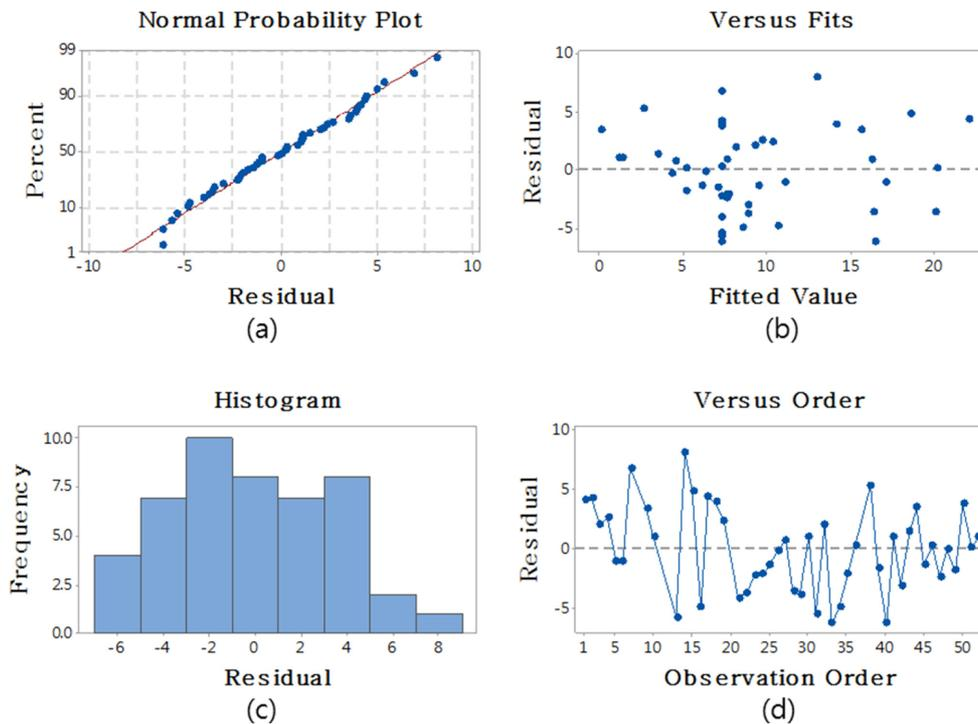 Normal Probability Plot
99
90
50
10
1
Percent
-10 -5 0 5 10
Residual
(a)
Versus Fits
10
5
0
-5
Residual
0 5 10 15 20
Fitted Value
(b)
Histogram
10.0
7.5
5.0
2.5
0.0
Frequency
-6 -4 -2 0 2 4 6 8
Residual
(c)
Versus Order
10
5
0
-5
Residual
1 5 10 15 20 25 30 35 40 45 50
Observation Order
(d)